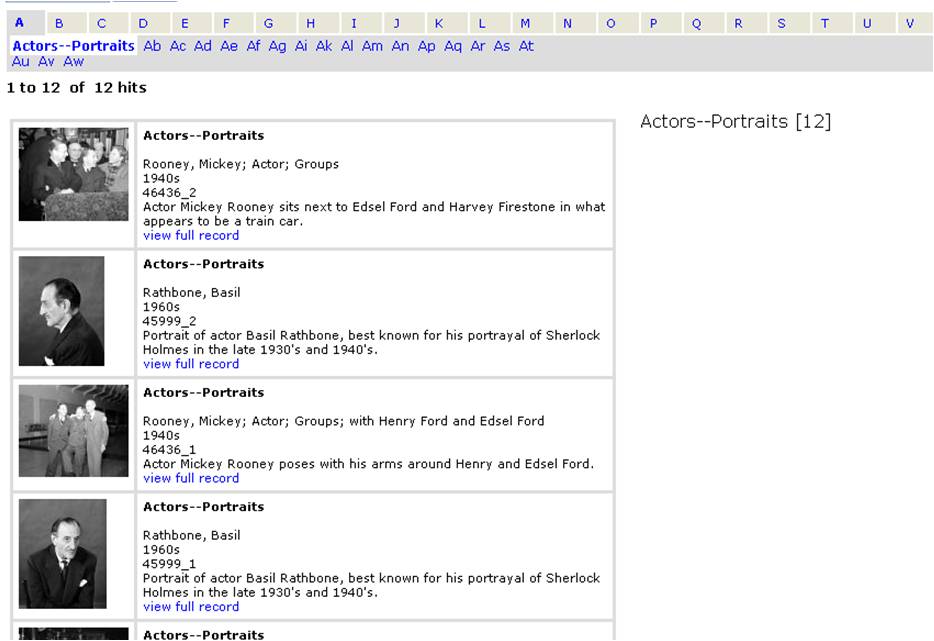 A B C D E F G H I J K L M N O P Q R S T U V
Actors--Portraits Ab Ac Ad Ae Af Ag Ai Ak Al Am An Ap Aq Ar As At
Au Av Aw
1 to 12 of 12 hits
Actors--Portraits [12]
Actors--Portraits
Rooney, Mickey; Actor; Groups
1940s
46436_2
Actor Mickey Rooney sits next to Edsel Ford and Harvey Firestone in what
appears to be a train car.
view full record
Actors--Portraits
Rathbone, Basil
1960s
45999_2
Portrait of actor Basil Rathbone, best known for his portrayal of Sherlock
Holmes in the late 1930's and 1940's.
view full record
Actors--Portraits
Rooney, Mickey; Actor; Groups; with Henry Ford and Edsel Ford
1940s
46436_1
Actor Mickey Rooney poses with his arms around Henry and Edsel Ford.
view full record
Actors--Portraits
Rathbone, Basil
1960s
45999_1
Portrait of actor Basil Rathbone, best known for his portrayal of Sherlock
Holmes in the late 1930's and 1940's.
view full record
Actors--Portraits